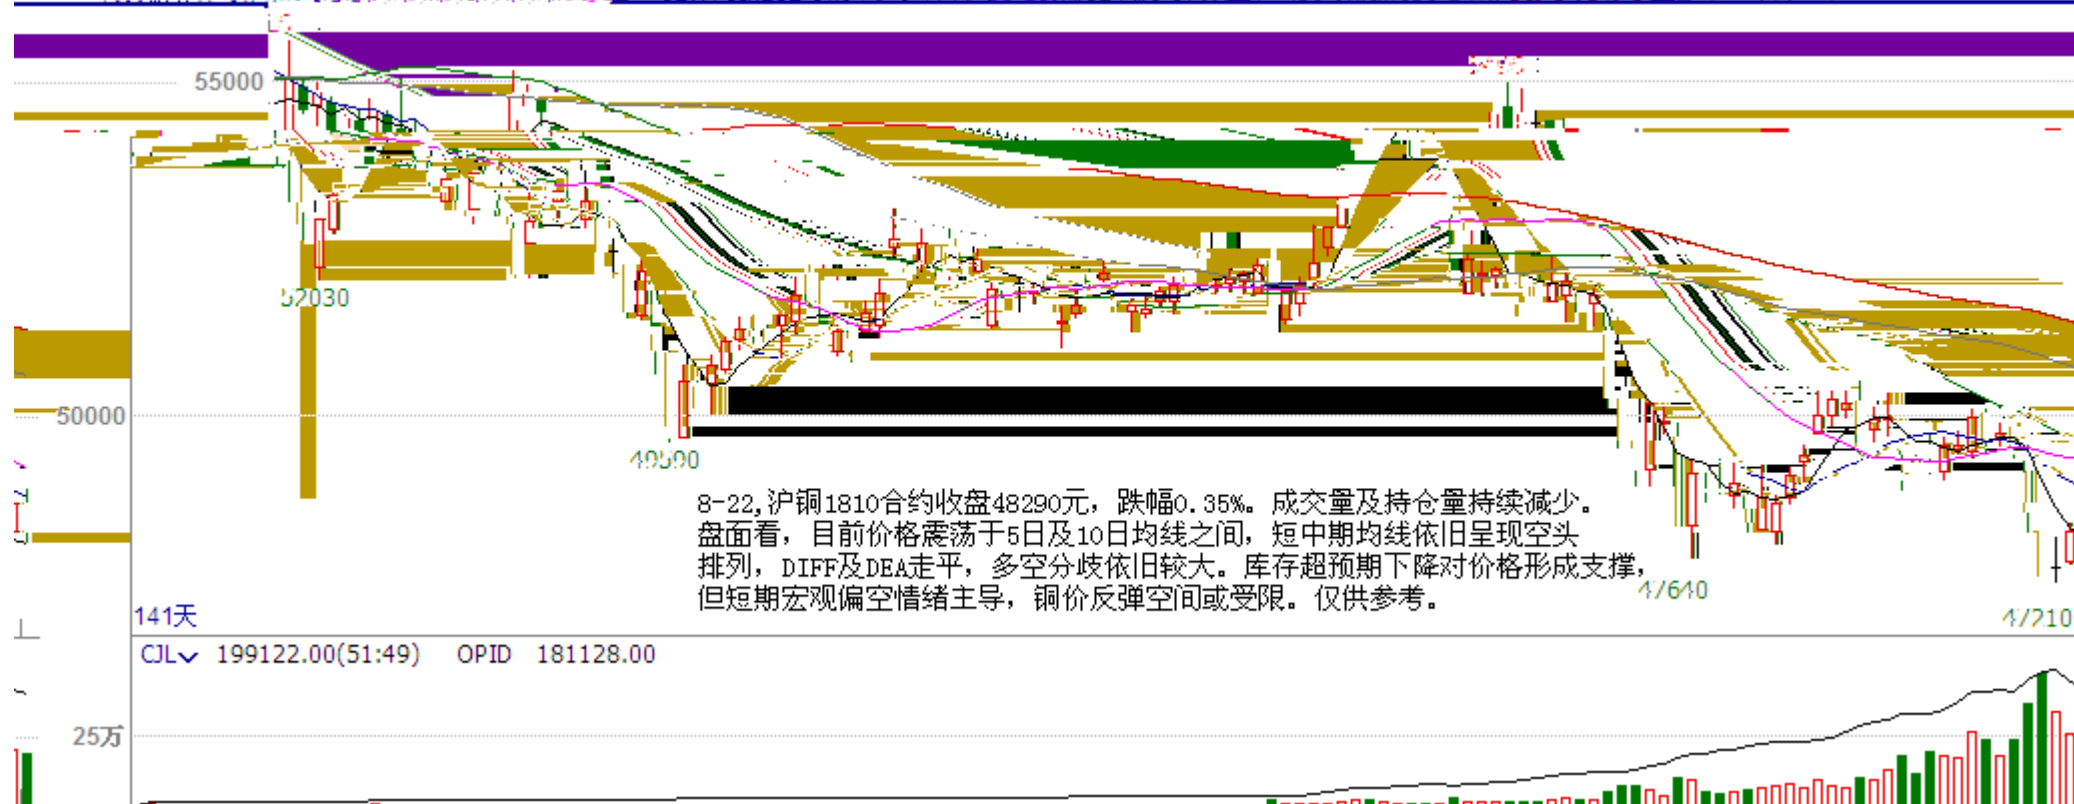 55000
52030
50000
49590
8-22,沪铜1810合约收盘48290元，跌幅0.35%。成交量及持仓量持续减少。
盘面看，目前价格震荡于5日及10日均线之间，短中期均线依旧呈现空头
排列，DIFF及DEA走平，多空分歧依旧较大。库存超预期下降对价格形成支撑，
但短期宏观偏空情绪主导，铜价反弹空间或受限。仅供参考。
47640
47210
141天
CJL 199122.00(51:49) OPID 181128.00
25万